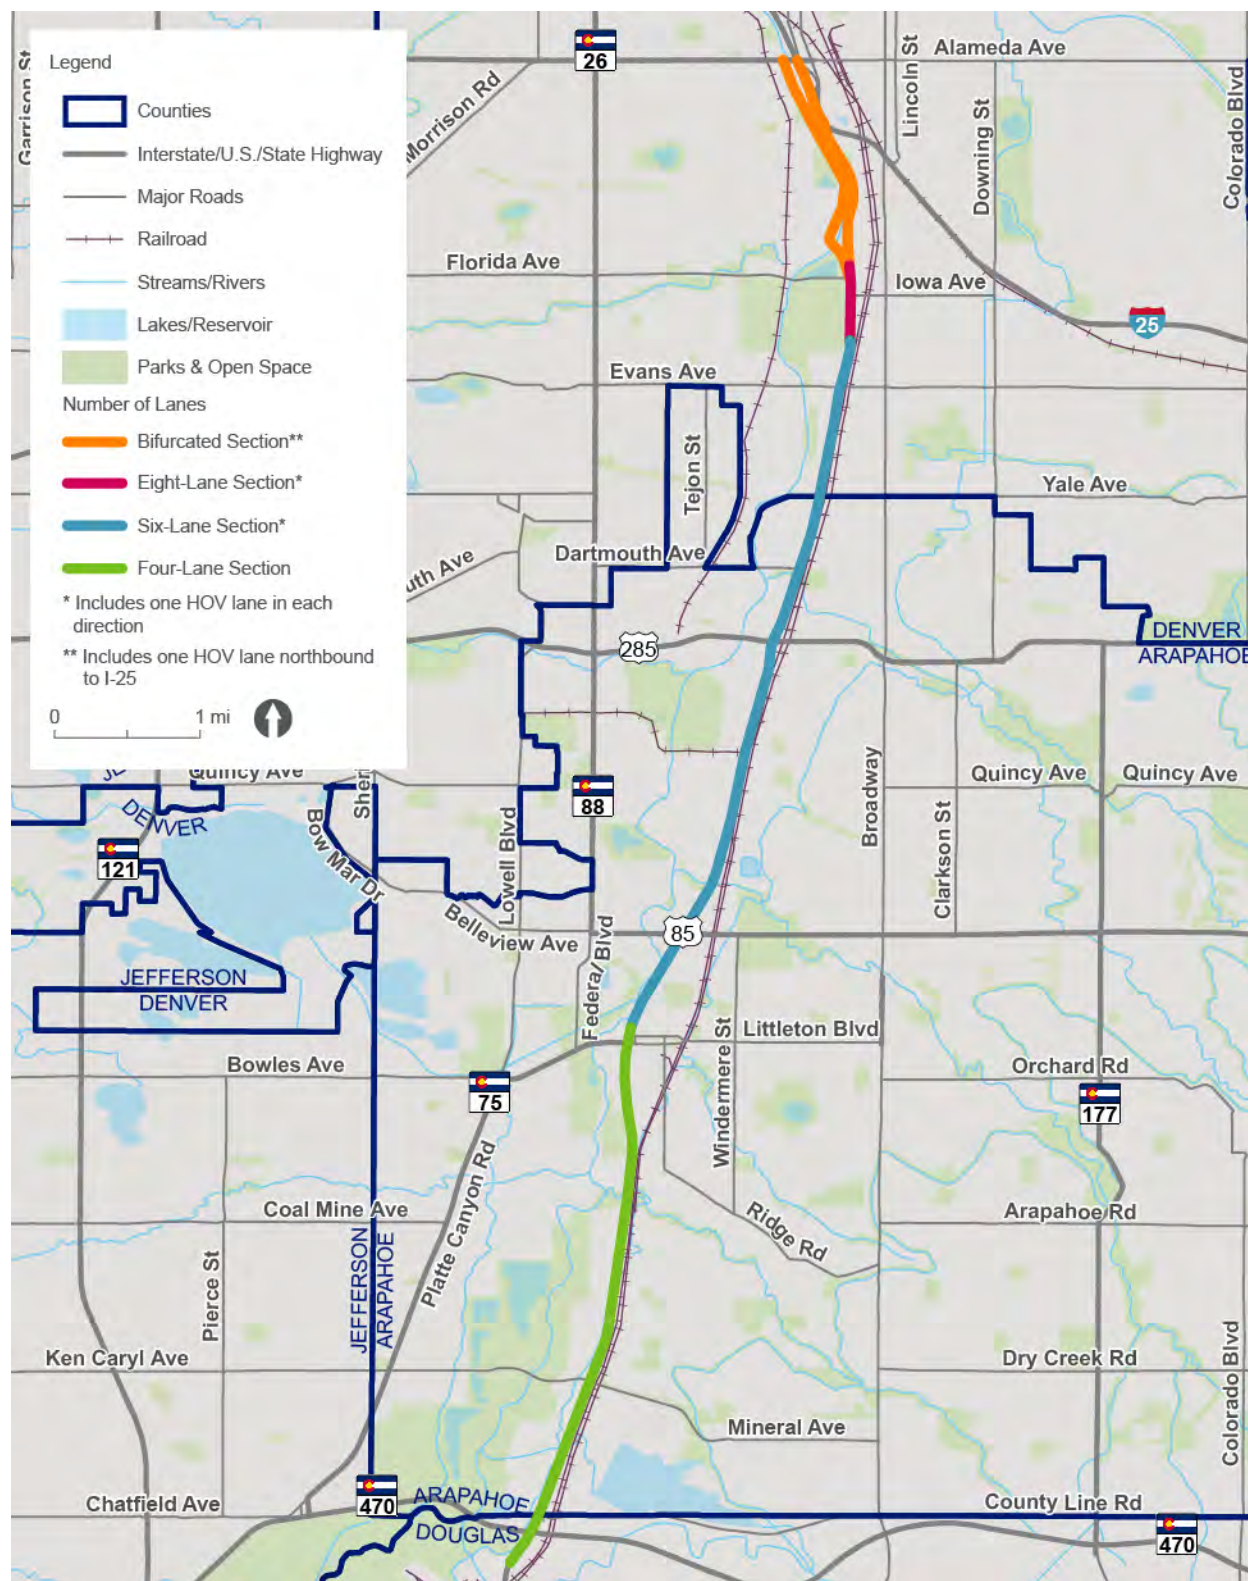 Legend
Counties
Interstate/U.S./State Highway
Major Roads
Railroad
Streams/Rivers
Lakes/Reservoir
Parks & Open Space
Number of Lanes
Bifurcated Section**
Eight-Lane Section*
Six-Lane Section*
Four-Lane Section
* Includes one HOV lane in each
direction
** Includes one HOV lane northbound
to I-25
0
1 mi
Garrison St
26
Morrison Rd
Alameda Ave
Lincoln St
Downing St
Colorado Blvd
Florida Ave
Iowa Ave
25
Evans Ave
Tejon St
Yale Ave
Dartmouth Ave
uth Ave
285
DENVER
ARAPAHOE
Quincy Ave
Sher
88
Broadway
Quincy Ave
Quincy Ave
DENVER
121
Bow Mar Dr
Lowell Blvd
Clarkson St
Belleview Ave
Federal Blvd
85
JEFFERSON
DENVER
Windermere St
Littleton Blvd
Bowles Ave
75
Orchard Rd
177
Platte Canyon Rd
Coal Mine Ave
Ridge Rd
Arapahoe Rd
Pierce St
JEFFERSON
ARAPAHOE
Ken Caryl Ave
Dry Creek Rd
Colorado Blvd
Mineral Ave
Chatfield Ave
470
ARAPAHOE
DOUGLAS
County Line Rd
470